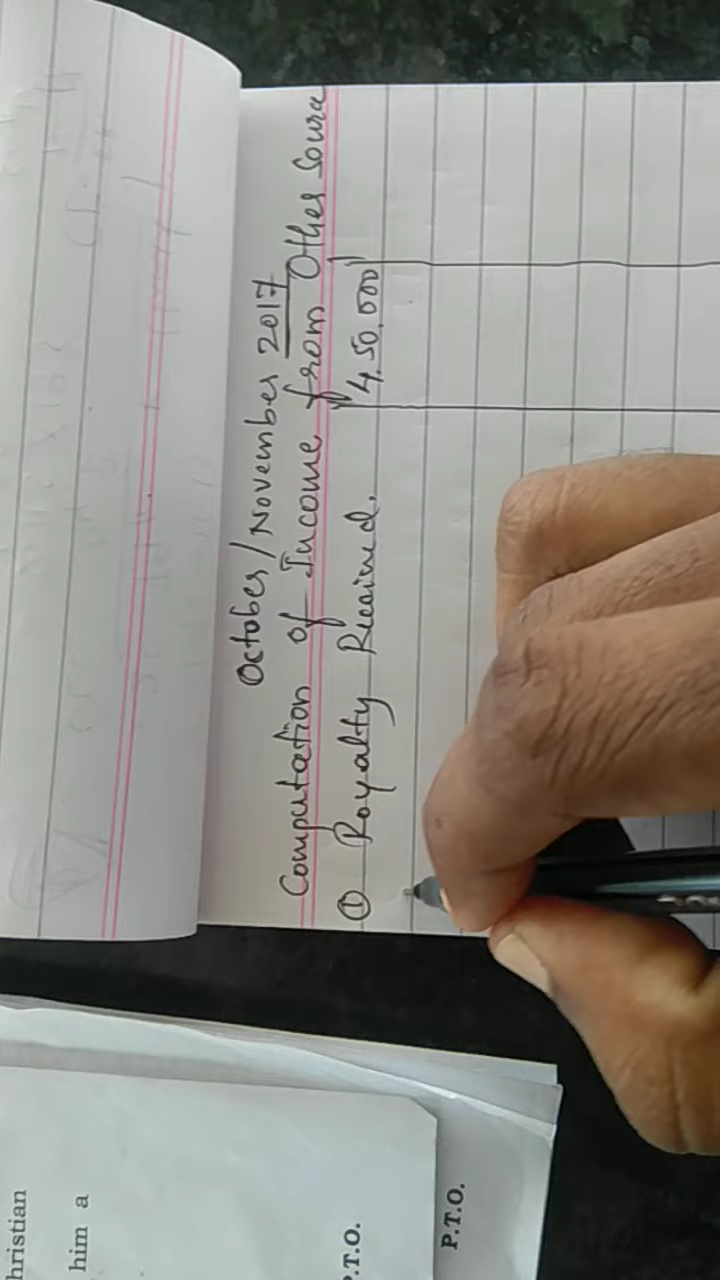 October/November 2017
Computation of Income from Other Source
① Royalty Received. 4,50,000
hristian
him a
P.T.O.
P.T.O.